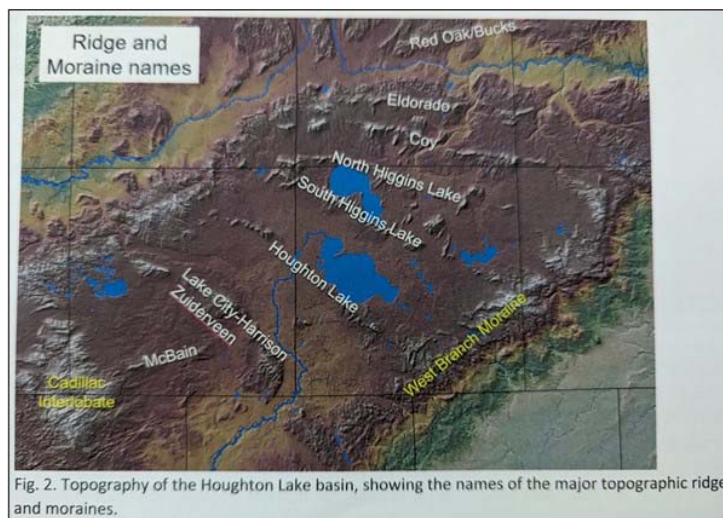 Ridge and
Moraine names
Red Oak/Bucks
Eldorado
Coy
North Higgins Lake
South Higgins Lake
Houghton Lake
Lake City-Harrison
Zuiderveen
McBain
West Branch Moraine
Cadillac
Interlobate
Fig. 2. Topography of the Houghton Lake basin, showing the names of the major topographic ridge
and moraines.